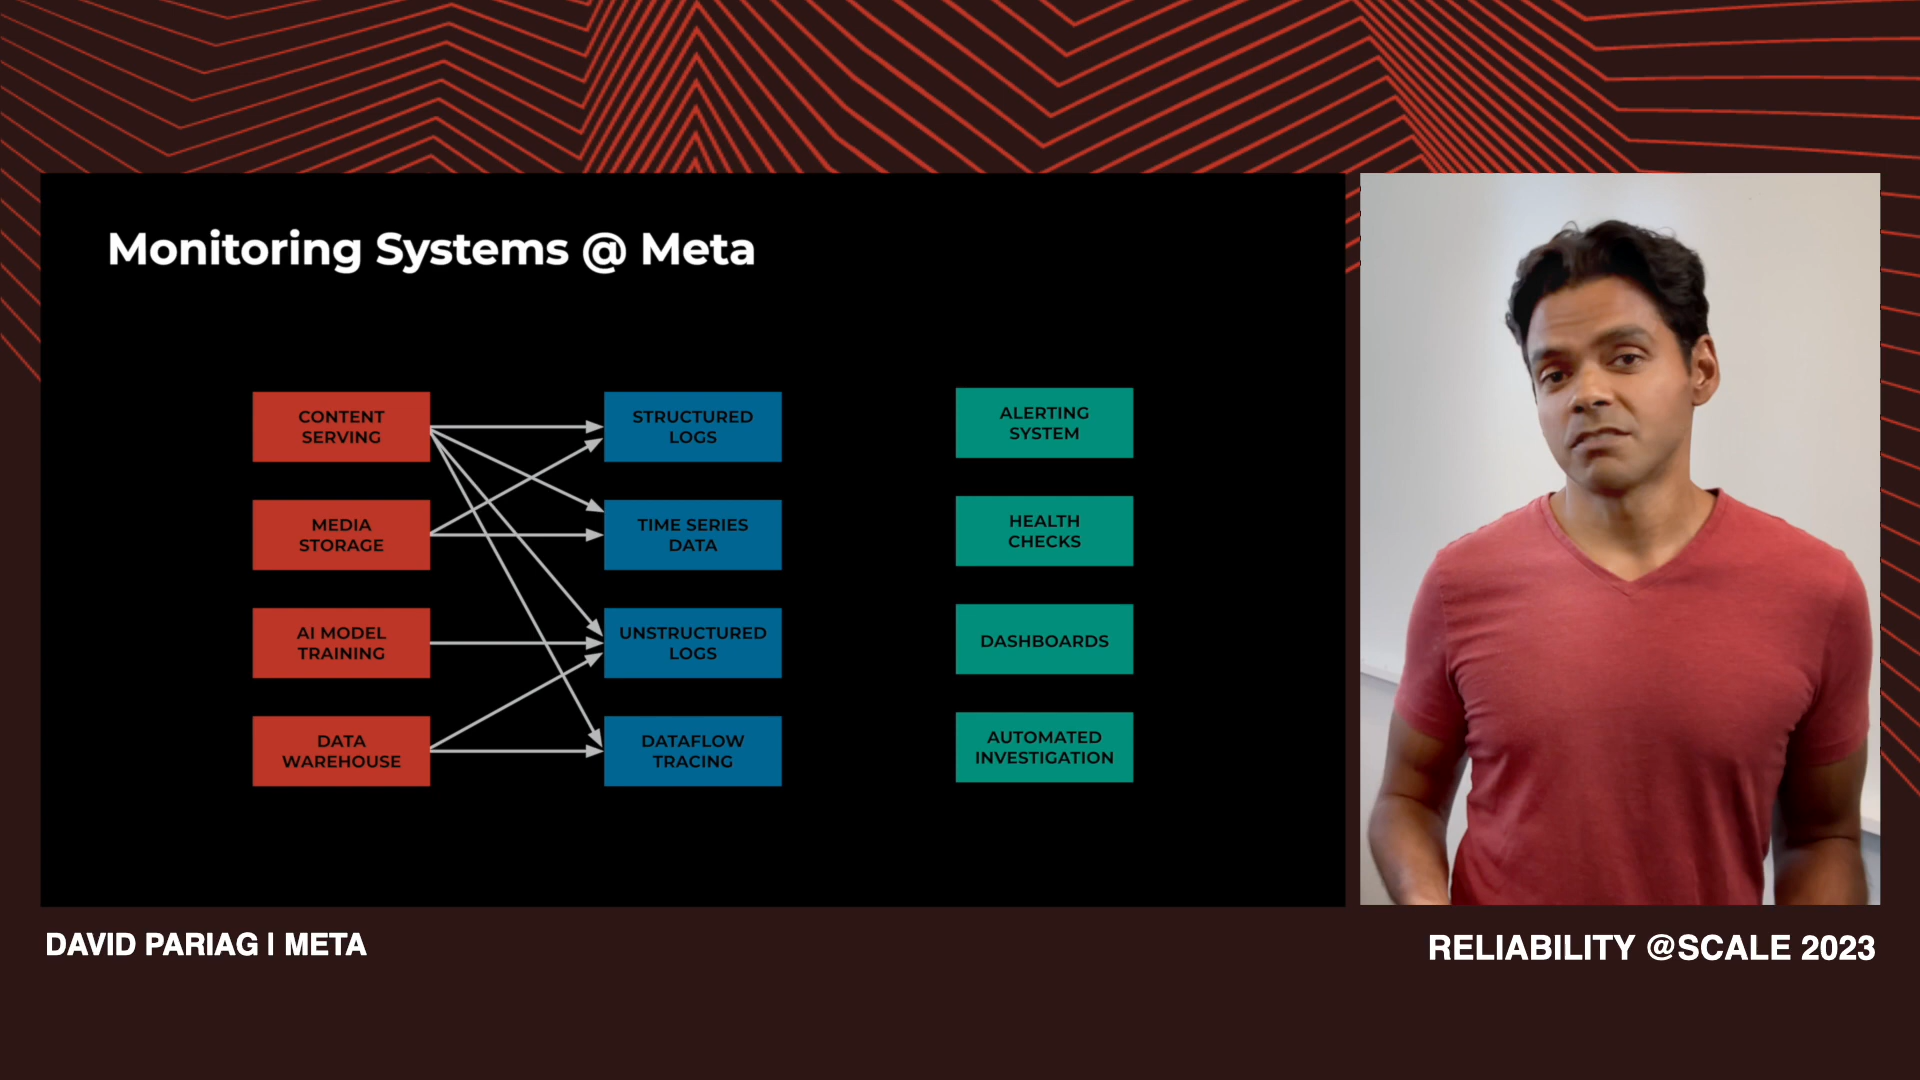 Monitoring Systems @ Meta
CONTENT
SERVING
STRUCTURED
LOGS
ALERTING
SYSTEM
MEDIA
STORAGE
TIME SERIES
DATA
HEALTH
CHECKS
AI MODEL
TRAINING
UNSTRUCTURED
LOGS
DASHBOARDS
DATA
WAREHOUSE
DATAFLOW
TRACING
AUTOMATED
INVESTIGATION
DAVID PARIAG | META
RELIABILITY @SCALE 2023